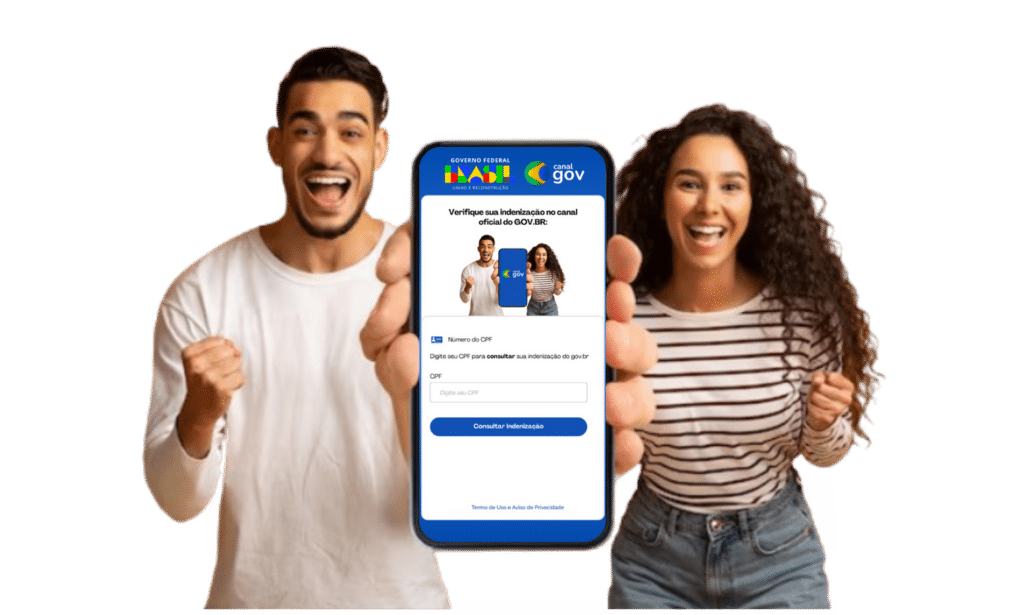 GOVERNO FEDERAL
BRASIL
UNIÃO E RECONSTRUÇÃO
canal
gov
Verifique sua indenização no canal
oficial do GOV.BR:
gov
Número do CPF
Digite seu CPF para consultar sua indenização do gov.br
CPF
Digite seu CPF
Consultar Indenização
Termo de Uso e Aviso de Privacidade